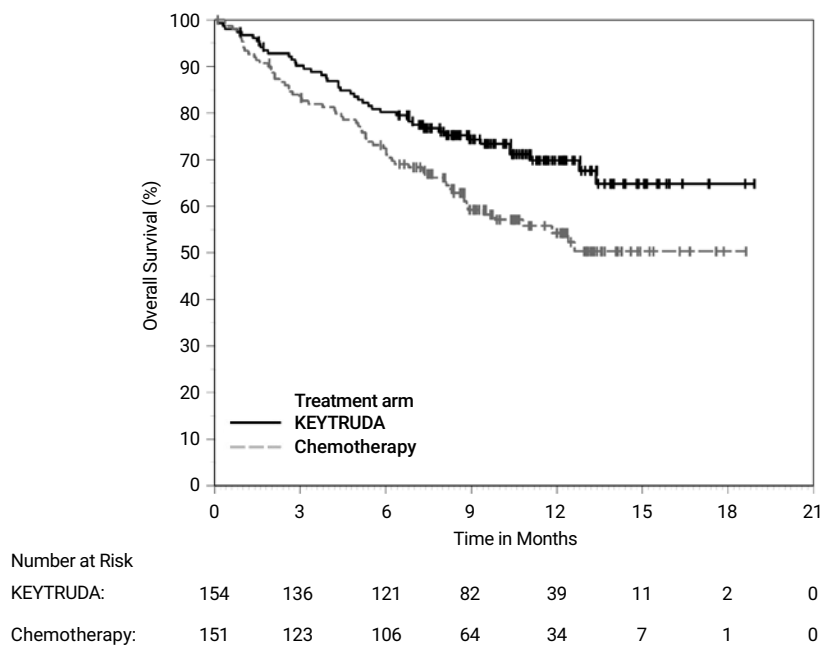 100
90
80
70
60
50
40
30
20
10
0
Overall Survival (%)
Treatment arm
KEYTRUDA
Chemotherapy
0 3 6 9 12 15 18 21
Time in Months
Number at Risk
KEYTRUDA: 154 136 121 82 39 11 2 0
Chemotherapy: 151 123 106 64 34 7 1 0